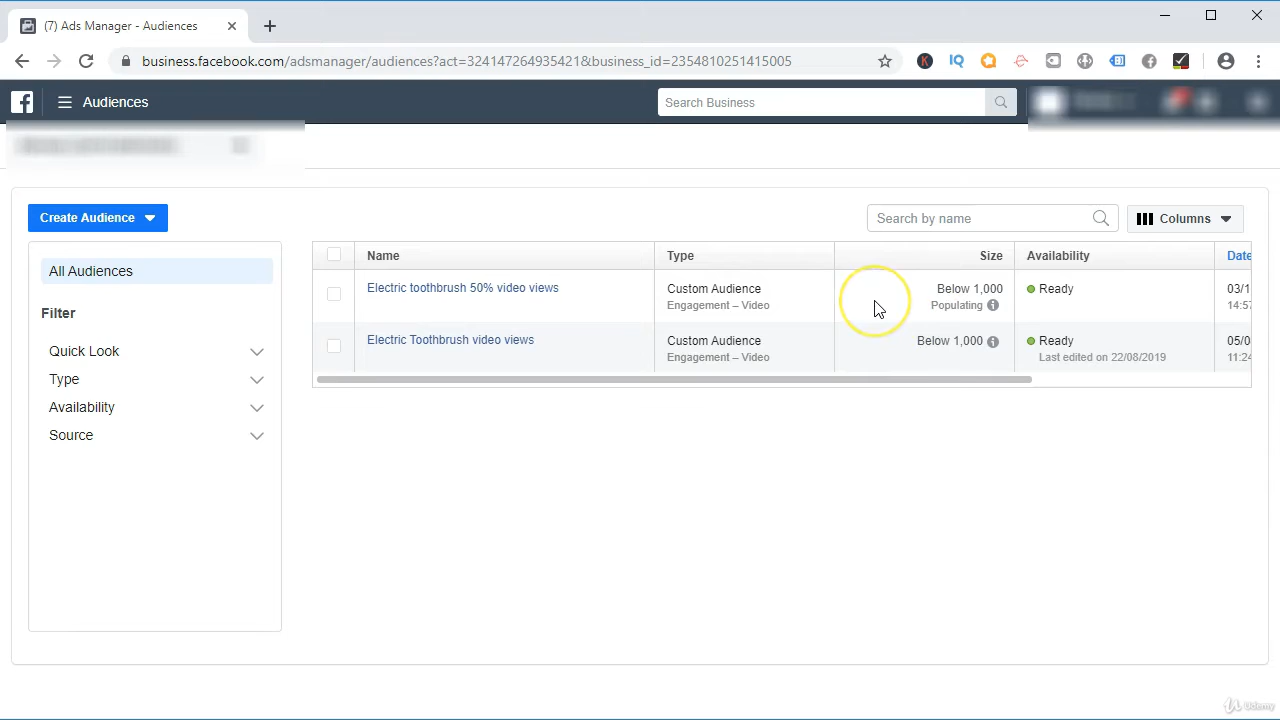 (7) Ads Manager - Audiences
business.facebook.com/adsmanager/audiences?act=324147264935421&business_id=2354810251415005
Audiences
Search Business
Create Audience
Search by name
Columns
All Audiences
Filter
Quick Look
Type
Availability
Source
Name Type Size Availability Date
Electric toothbrush 50% video views Custom Audience Below 1,000 Ready 03/1
Engagement – Video Populating 14:57
Electric Toothbrush video views Custom Audience Below 1,000 Ready 05/0
Engagement – Video Last edited on 22/08/2019 11:24
Udemy